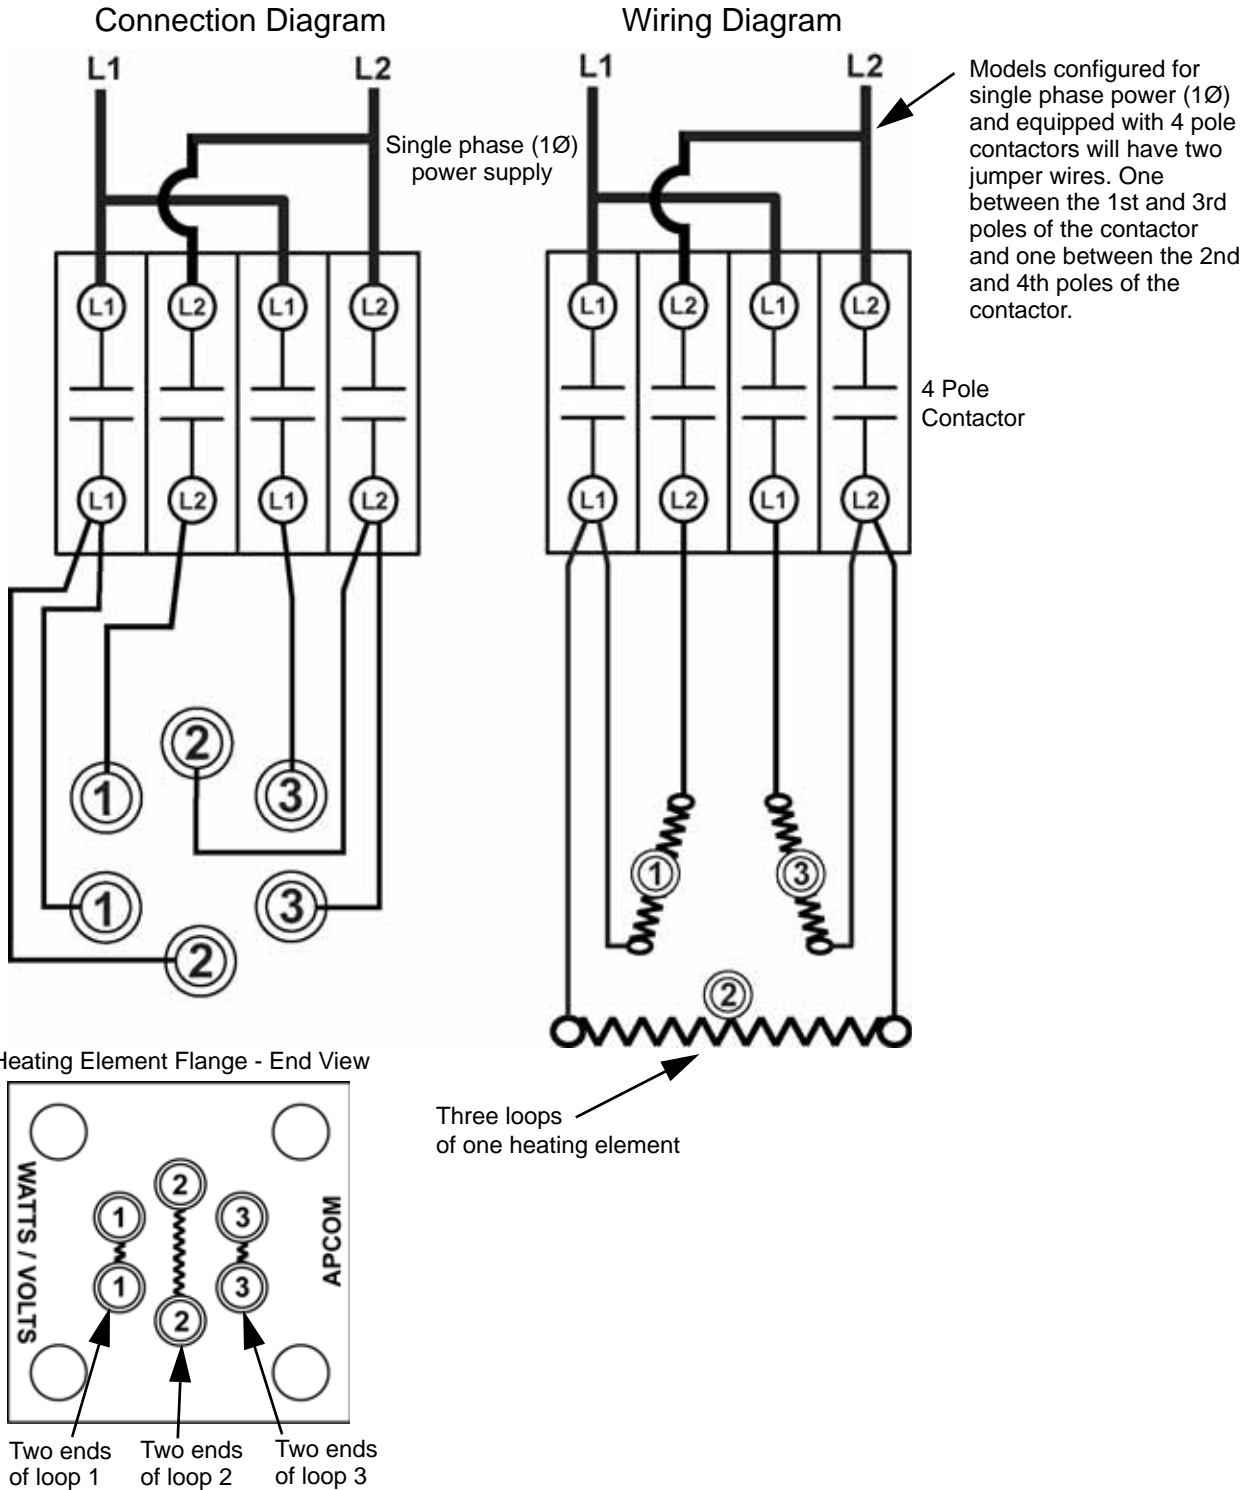 Connection Diagram
Wiring Diagram
L1
L2
Single phase (1Ø)
power supply
L1
L2
Models configured for
single phase power (1Ø)
and equipped with 4 pole
contactors will have two
jumper wires. One
between the 1st and 3rd
poles of the contactor
and one between the 2nd
and 4th poles of the
contactor.
L1 L2 L1 L2
L1 L2 L1 L2
L1 L2 L1 L2
L1 L2 L1 L2
4 Pole
Contactor
2
1
3
1
3
2
1
3
2
Heating Element Flange - End View
Three loops
of one heating element
WATTS / VOLTS
1
2
3
1
2
3
APCOM
Two ends
of loop 1
Two ends
of loop 2
Two ends
of loop 3